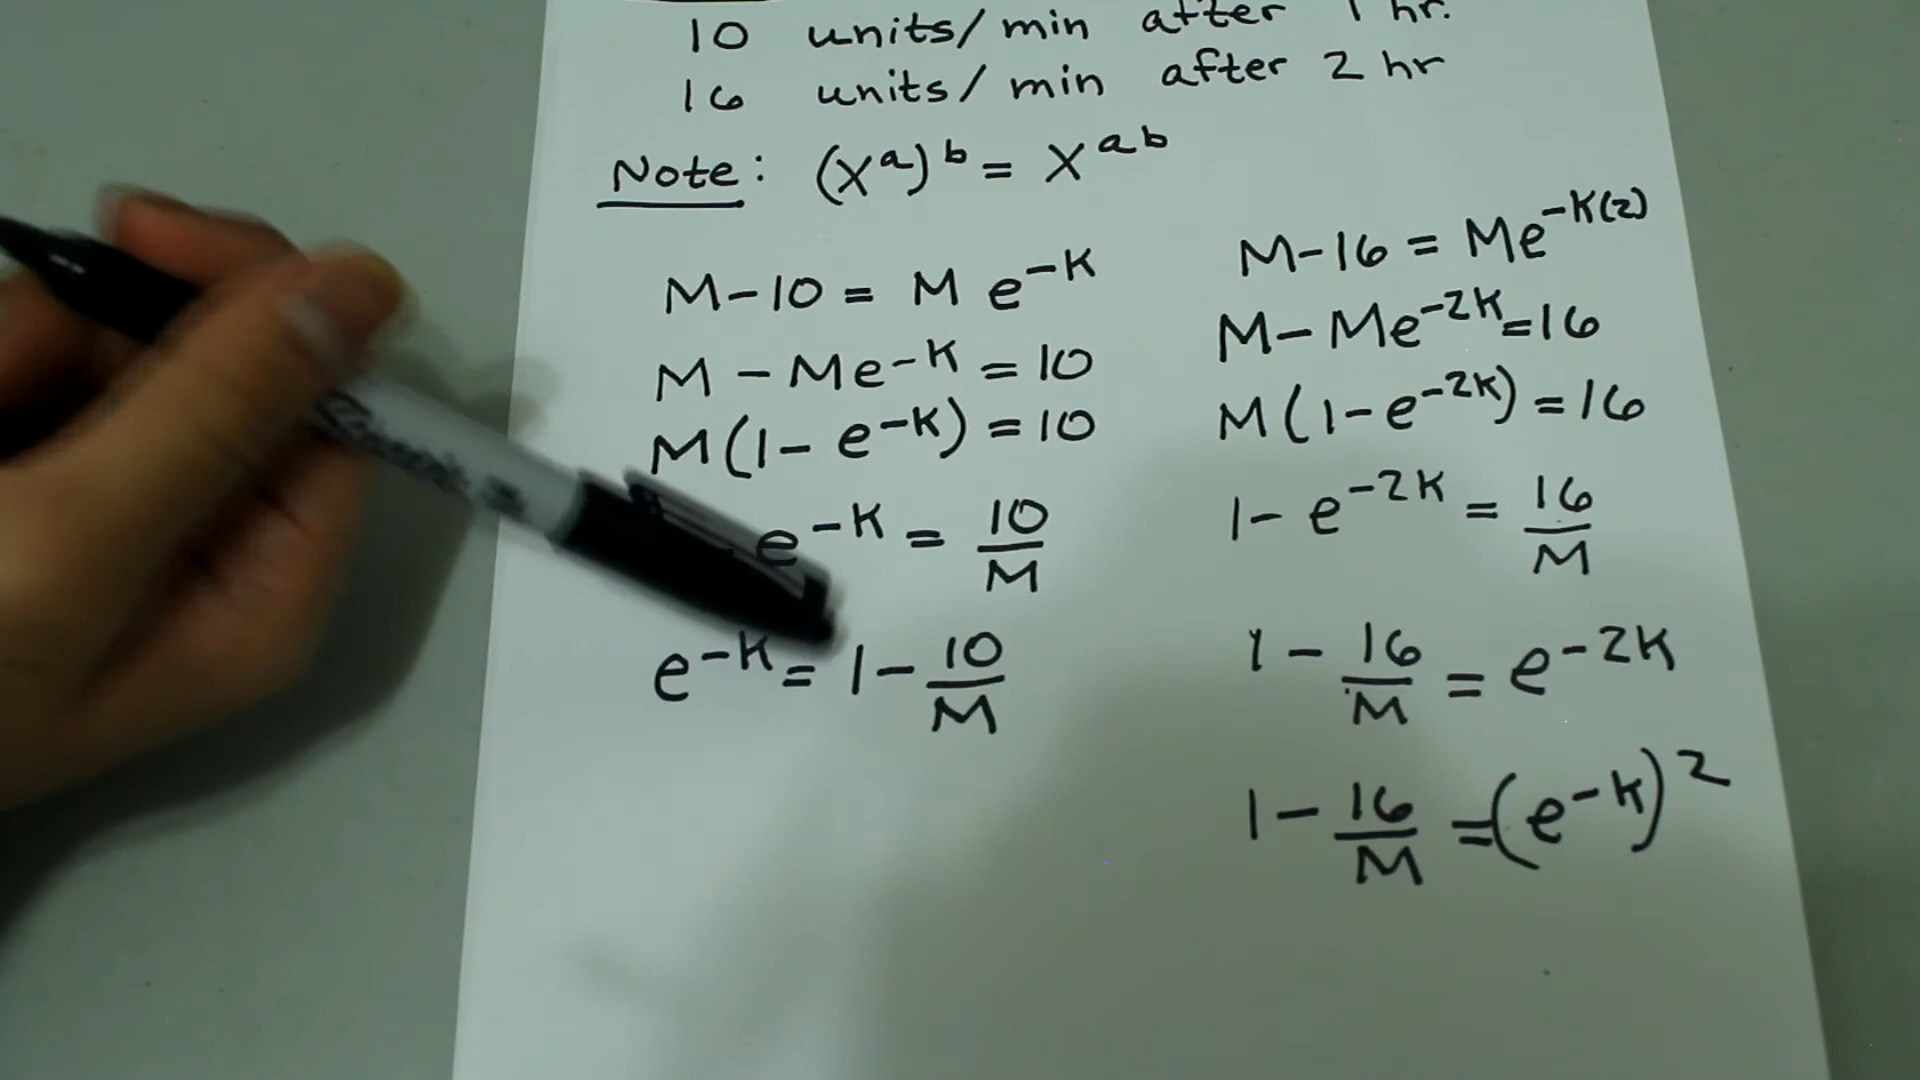 10 units/min after 1 hr.
16 units/min after 2 hr
Note: (x^a)^b = x^ab
M-10 = M e^-K
M - Me^-K = 10
M(1- e^-K) = 10
e^-K = 10/M
e^-K = 1 - 10/M
M-16 = Me^-K(2)
M- Me^-2K = 16
M(1-e^-2K) = 16
1- e^-2K = 16/M
1 - 16/M = e^-2K
1 - 16/M = (e^-K)^2
Sharpie